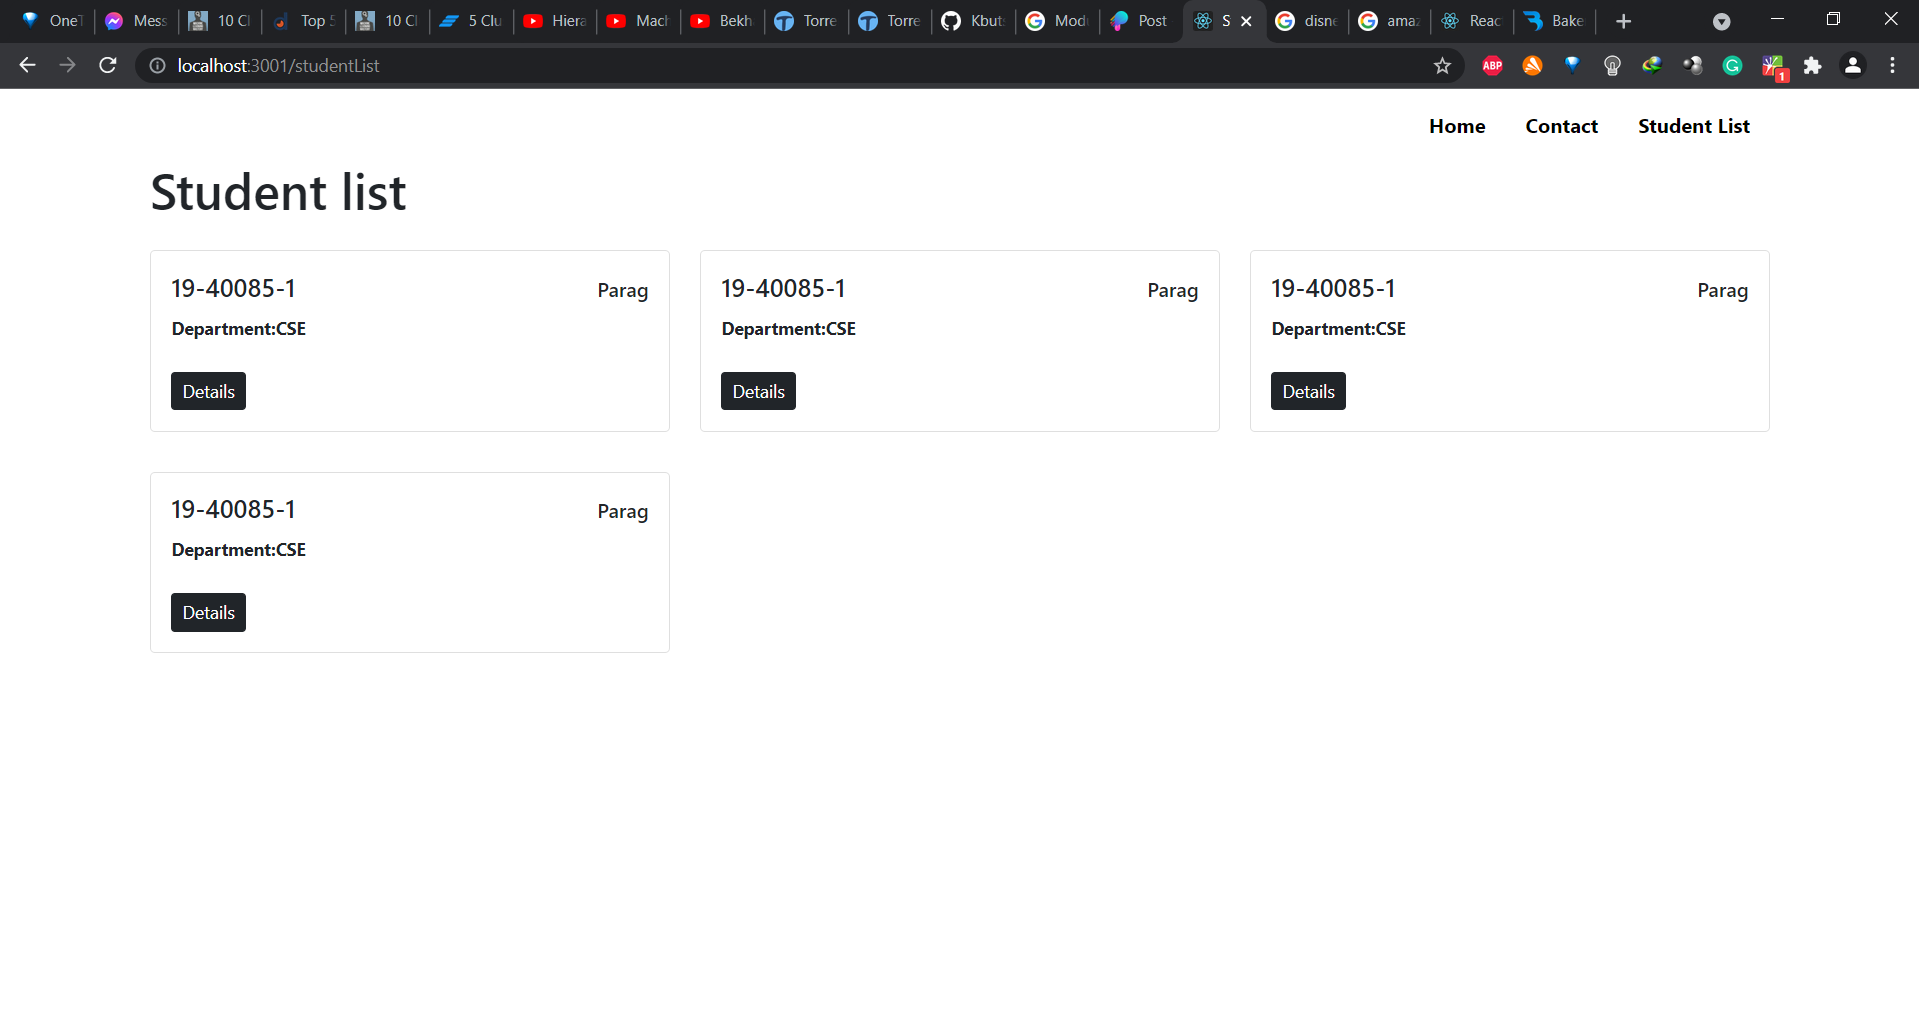 OneT Mess 10 Cl Top 5 10 Cl 5 Clu Hiera Mach Bekh Torre Torre Kbuts Modu Post S disne amaz Reac Bake
localhost:3001/studentList
ABP
1
Home Contact Student List
Student list
19-40085-1 Parag
Department:CSE
Details
19-40085-1 Parag
Department:CSE
Details
19-40085-1 Parag
Department:CSE
Details
19-40085-1 Parag
Department:CSE
Details